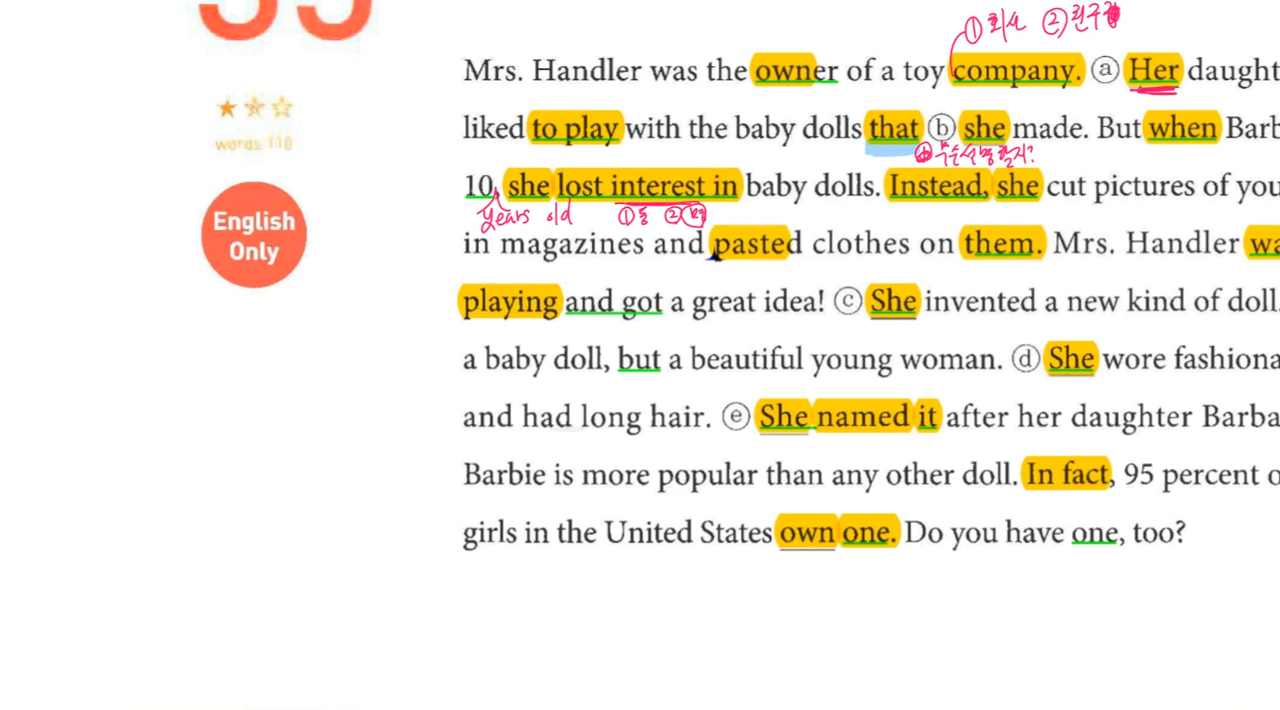 35
① 회사 ② 친구
Mrs. Handler was the owner of a toy company. ⓐ Her daught
liked to play with the baby dolls that ⓑ she made. But when Barb
words 118
10, she lost interest in baby dolls. Instead, she cut pictures of you
years old ① ②
English
Only
in magazines and pasted clothes on them. Mrs. Handler wa
playing and got a great idea! ⓒ She invented a new kind of doll.
a baby doll, but a beautiful young woman. ⓓ She wore fashiona
and had long hair. ⓔ She named it after her daughter Barba
Barbie is more popular than any other doll. In fact, 95 percent o
girls in the United States own one. Do you have one, too?